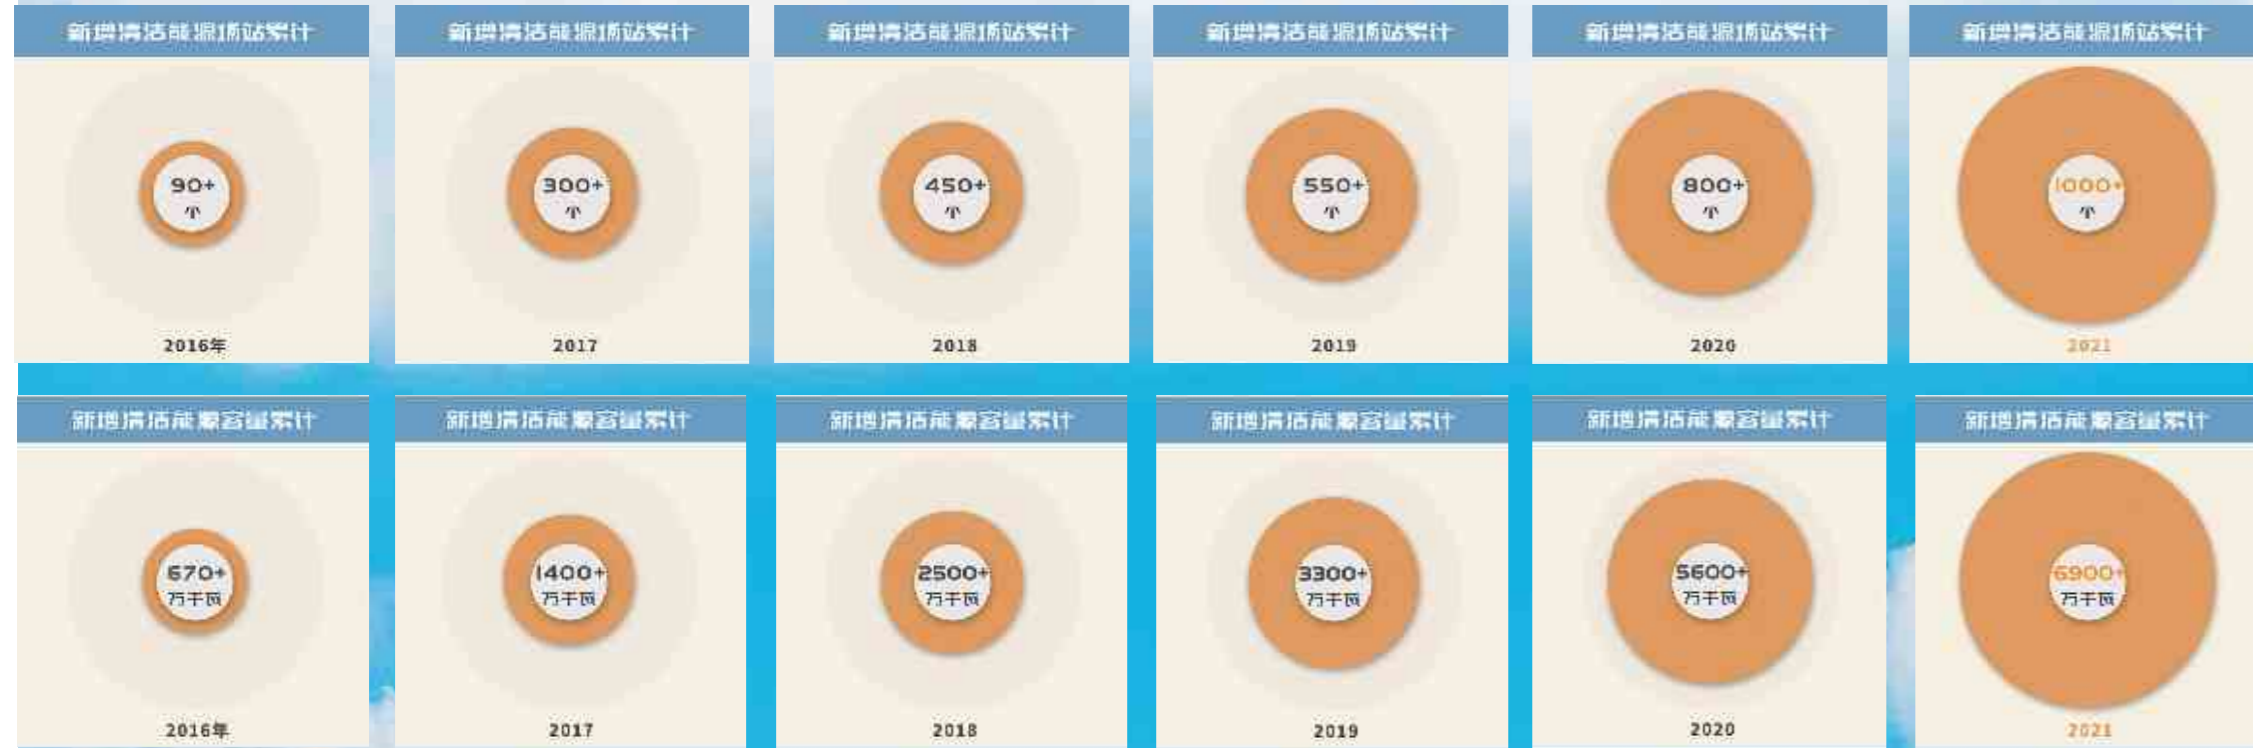 新增清洁能源场站累计
新增清洁能源场站累计
新增清洁能源场站累计
新增清洁能源场站累计
新增清洁能源场站累计
新增清洁能源场站累计
90+
个
300+
个
450+
个
550+
个
800+
个
1000+
个
2016年
2017
2018
2019
2020
2021
新增清洁能源容量累计
新增清洁能源容量累计
新增清洁能源容量累计
新增清洁能源容量累计
新增清洁能源容量累计
新增清洁能源容量累计
670+
万千瓦
1400+
万千瓦
2500+
万千瓦
3300+
万千瓦
5600+
万千瓦
6900+
万千瓦
2016年
2017
2018
2019
2020
2021